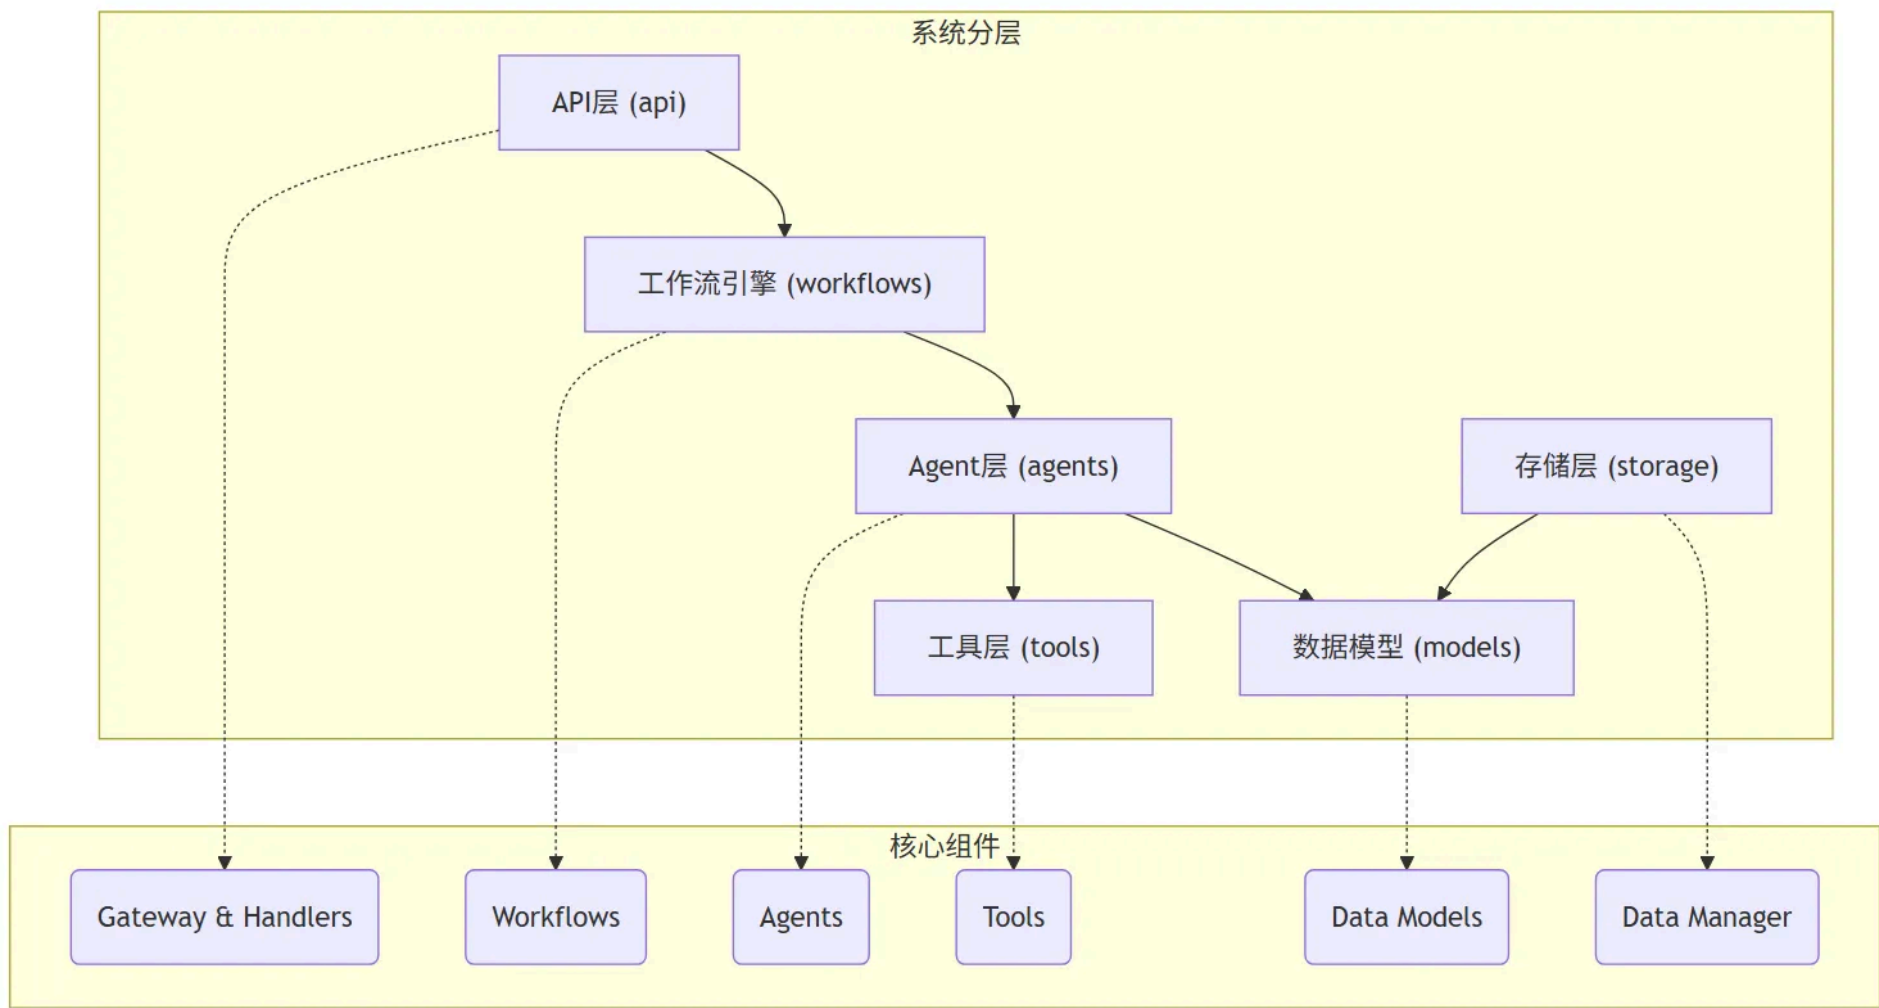 系统分层
API层 (api)
工作流引擎 (workflows)
Agent层 (agents)
存储层 (storage)
工具层 (tools)
数据模型 (models)
核心组件
Gateway & Handlers
Workflows
Agents
Tools
Data Models
Data Manager